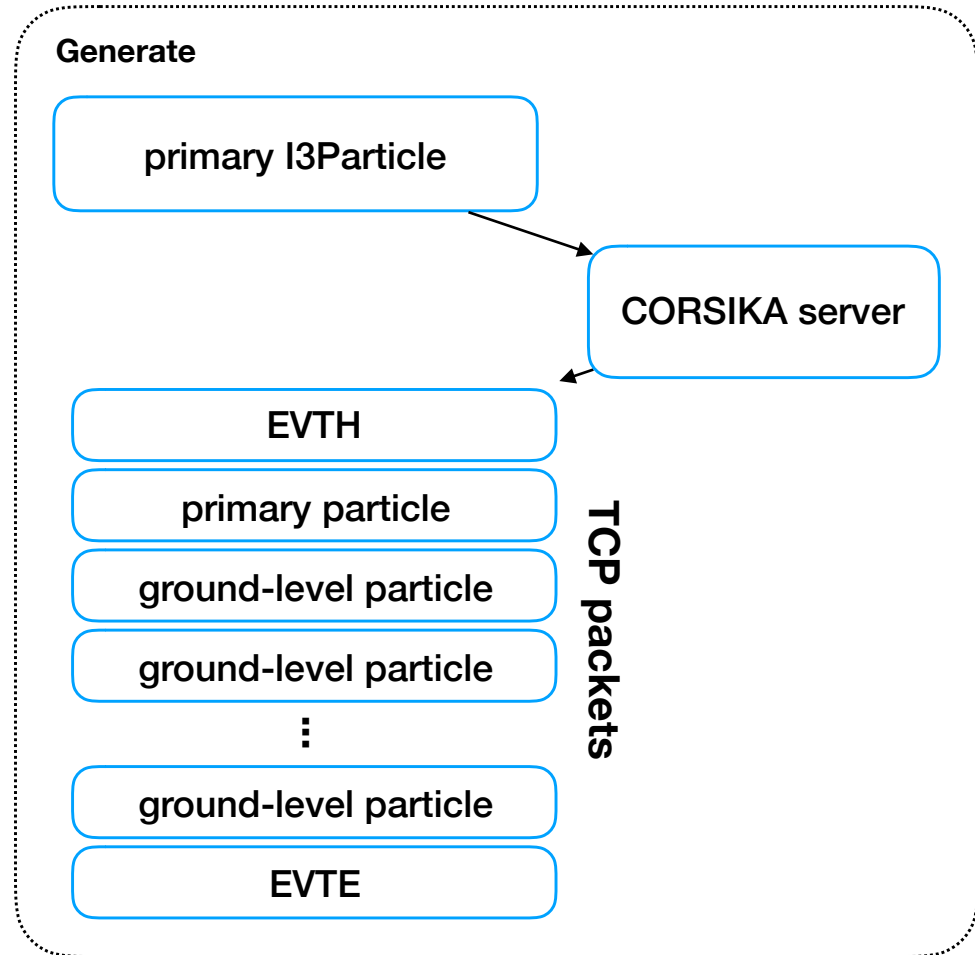 Generate
primary I3Particle
CORSIKA server
EVTH
primary particle
ground-level particle
ground-level particle
...
ground-level particle
EVTE
TCP packets